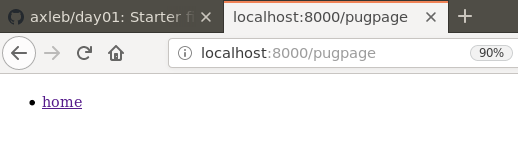 axleb/day01: Starter fi
localhost:8000/pugpage
localhost:8000/pugpage
90%
home